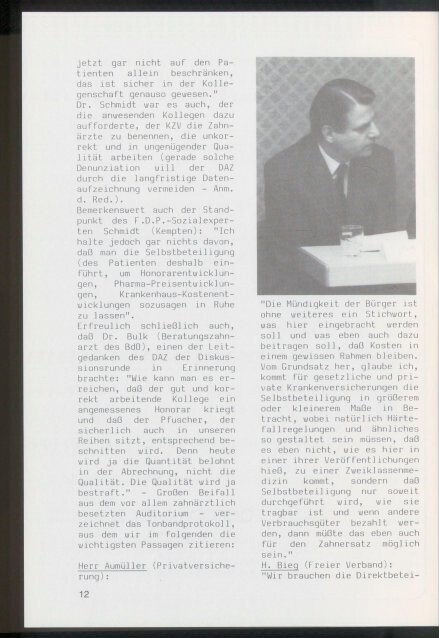 jetzt gar nicht auf den Pa-
tienten allein beschränken,
das ist sicher in der Kolle-
genschaft genauso gewesen."
Dr. Schmidt war es auch, der
die anwesenden Kollegen dazu
aufforderte, der KZV die Zahn-
ärzte zu benennen, die unkor-
rekt und in ungenügender Qua-
lität arbeiten (gerade solche
Denunziation will der DAZ
durch die langfristige Daten-
aufzeichnung vermeiden - Anm.
d. Red.).
Bemerkenswert auch der Stand-
punkt des F.D.P.-Sozialexper-
ten Schmidt (Kempten): "Ich
halte jedoch gar nichts davon,
daß man die Selbstbeteiligung
(des Patienten deshalb ein-
führt, um Honorarentwicklun-
gen, Pharma-Preisentwicklun-
gen, Krankenhaus-Kostenent-
wicklungen sozusagen in Ruhe
zu lassen".
Erfreulich schließlich auch,
daß Dr. Bulk (Beratungszahn-
arzt des BdO), einen der Leit-
gedanken des DAZ der Diskus-
sionsrunde in Erinnerung
brachte: "Wie kann man es er-
reichen, daß der gut und kor-
rekt arbeitende Kollege ein
angemessenes Honorar kriegt
und daß der Pfuscher, der
sicherlich auch in unseren
Reihen sitzt, entsprechend be-
schnitten wird. Denn heute
wird ja die Quantität belohnt
in der Abrechnung, nicht die
Qualität. Die Qualität wird ja
bestraft." - Großen Beifall
aus dem vor allem zahnärztlich
besetzten Auditorium - ver-
zeichnet das Tonbandprotokoll,
aus dem wir im folgenden die
wichtigsten Passagen zitieren:
Herr Aumüller (Privatversiche-
rung):
"Die Mündigkeit der Bürger ist
ohne weiteres ein Stichwort,
was hier eingebracht werden
soll und was eben auch dazu
beitragen soll, daß Kosten in
einem gewissen Rahmen bleiben.
Vom Grundsatz her, glaube ich,
kommt für gesetzliche und pri-
vate Krankenversicherungen die
Selbstbeteiligung in größerem
oder kleinerem Maße in Be-
tracht, wobei natürlich Härte-
fallregelungen und ähnliches
so gestaltet sein müssen, daß
es eben nicht, wie es hier in
einer ihrer Veröffentlichungen
hieß, zu einer Zweiklassenme-
dizin kommt, sondern daß
Selbstbeteiligung nur soweit
durchgeführt wird, wie sie
tragbar ist und wenn andere
Verbrauchsgüter bezahlt wer-
den, dann müßte das eben auch
für den Zahnersatz möglich
sein."
H. Bieg (Freier Verband):
"Wir brauchen die Direktbetei-
12